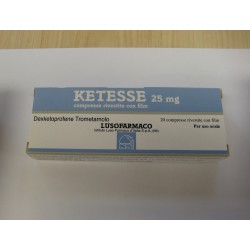 KETESSE 25 mg
compresse rivestite con film
Dexketoprofene Trometamolo
20 compresse rivestite con film
LUSOFARMACO
Per uso orale